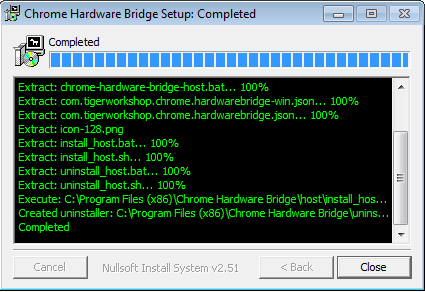 Chrome Hardware Bridge Setup: Completed
Completed
Extract: chrome-hardware-bridge-host.bat... 100%
Extract: com.tigerworkshop.chrome.hardwarebridge-win.json... 100%
Extract: com.tigerworkshop.chrome.hardwarebridge.json... 100%
Extract: icon-128.png
Extract: install_host.bat... 100%
Extract: install_host.sh... 100%
Extract: uninstall_host.bat... 100%
Extract: uninstall_host.sh... 100%
Execute: C:\Program Files (x86)\Chrome Hardware Bridge\host\install_hos...
Created uninstaller: C:\Program Files (x86)\Chrome Hardware Bridge\unins...
Completed
Cancel
Nullsoft Install System v2.51
< Back
Close